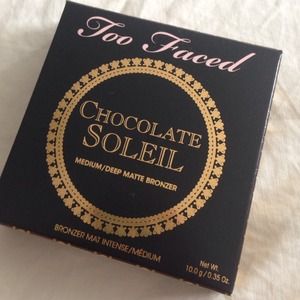 Too Faced
CHOCOLATE
SOLEIL
MEDIUM/DEEP MATTE BRONZER
BRONZER MAT INTENSE/MÉDIUM
Net Wt.
10.0 g / 0.35 Oz.